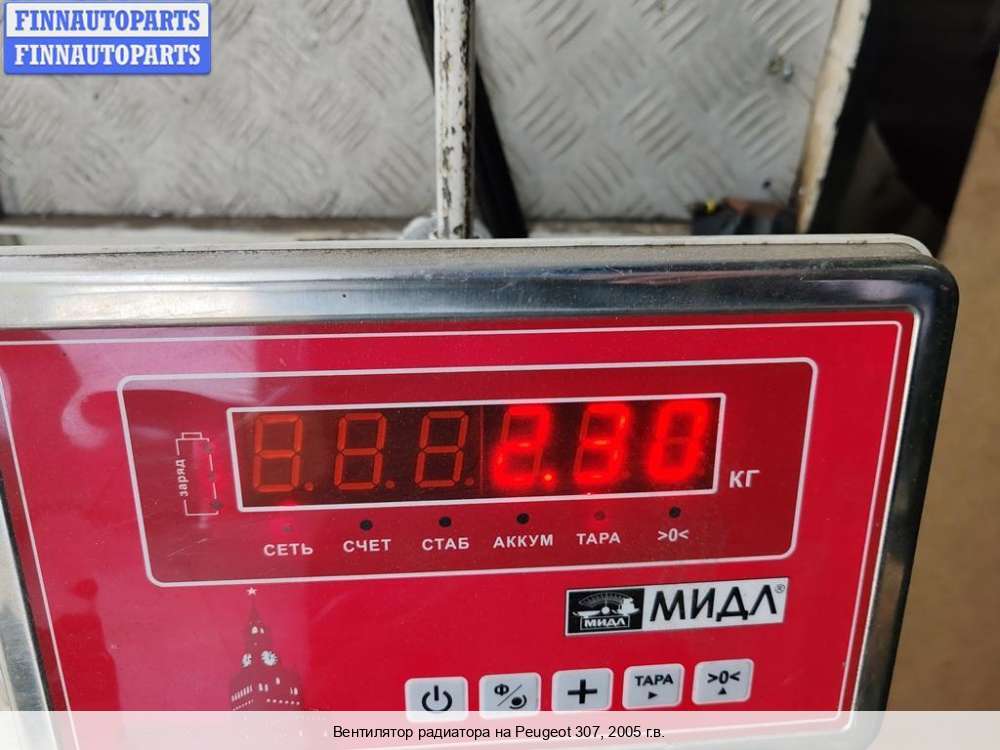 FINNAUTOPARTS
FINNAUTOPARTS
заряд
2.30
КГ
СЕТЬ
СЧЕТ
СТАБ
АККУМ
ТАРА
>0<
МИДЛ
МИДЛ®
Ф
+
ТАРА
>0<
Вентилятор радиатора на Peugeot 307, 2005 г.в.